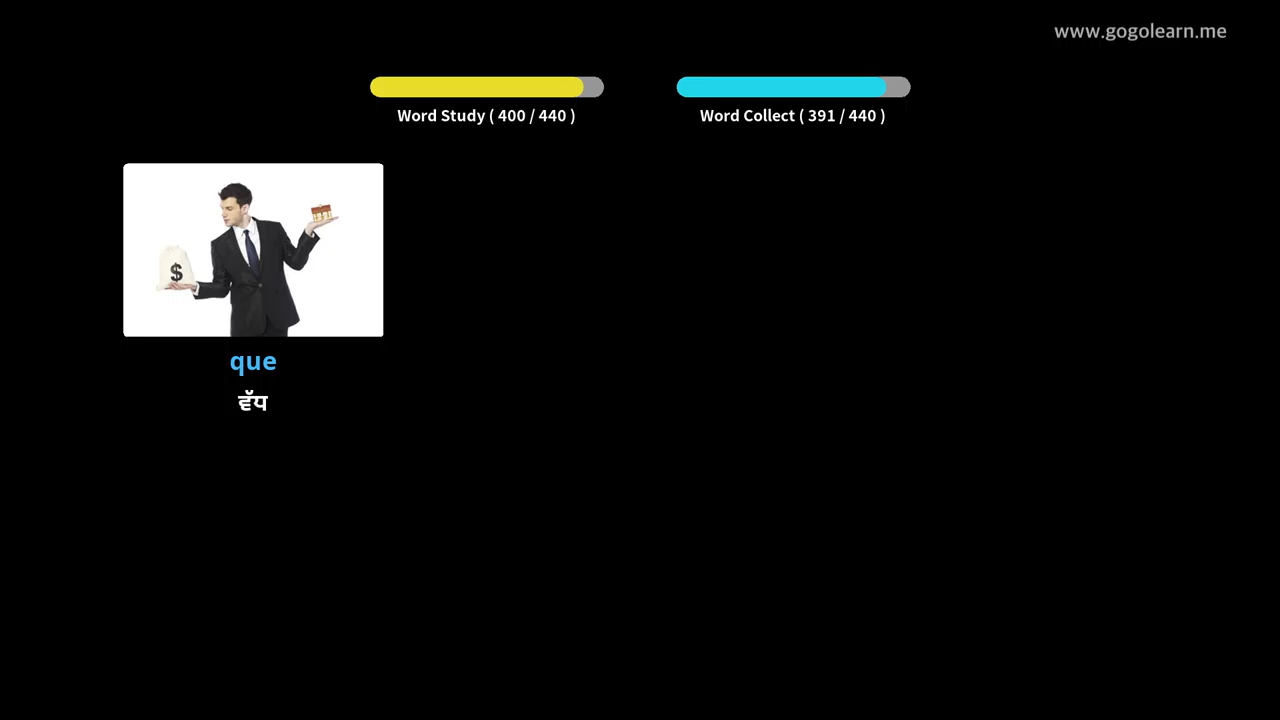 www.gogolearn.me
Word Study ( 400 / 440 )
Word Collect ( 391 / 440 )
$
que
ਵੱਧ